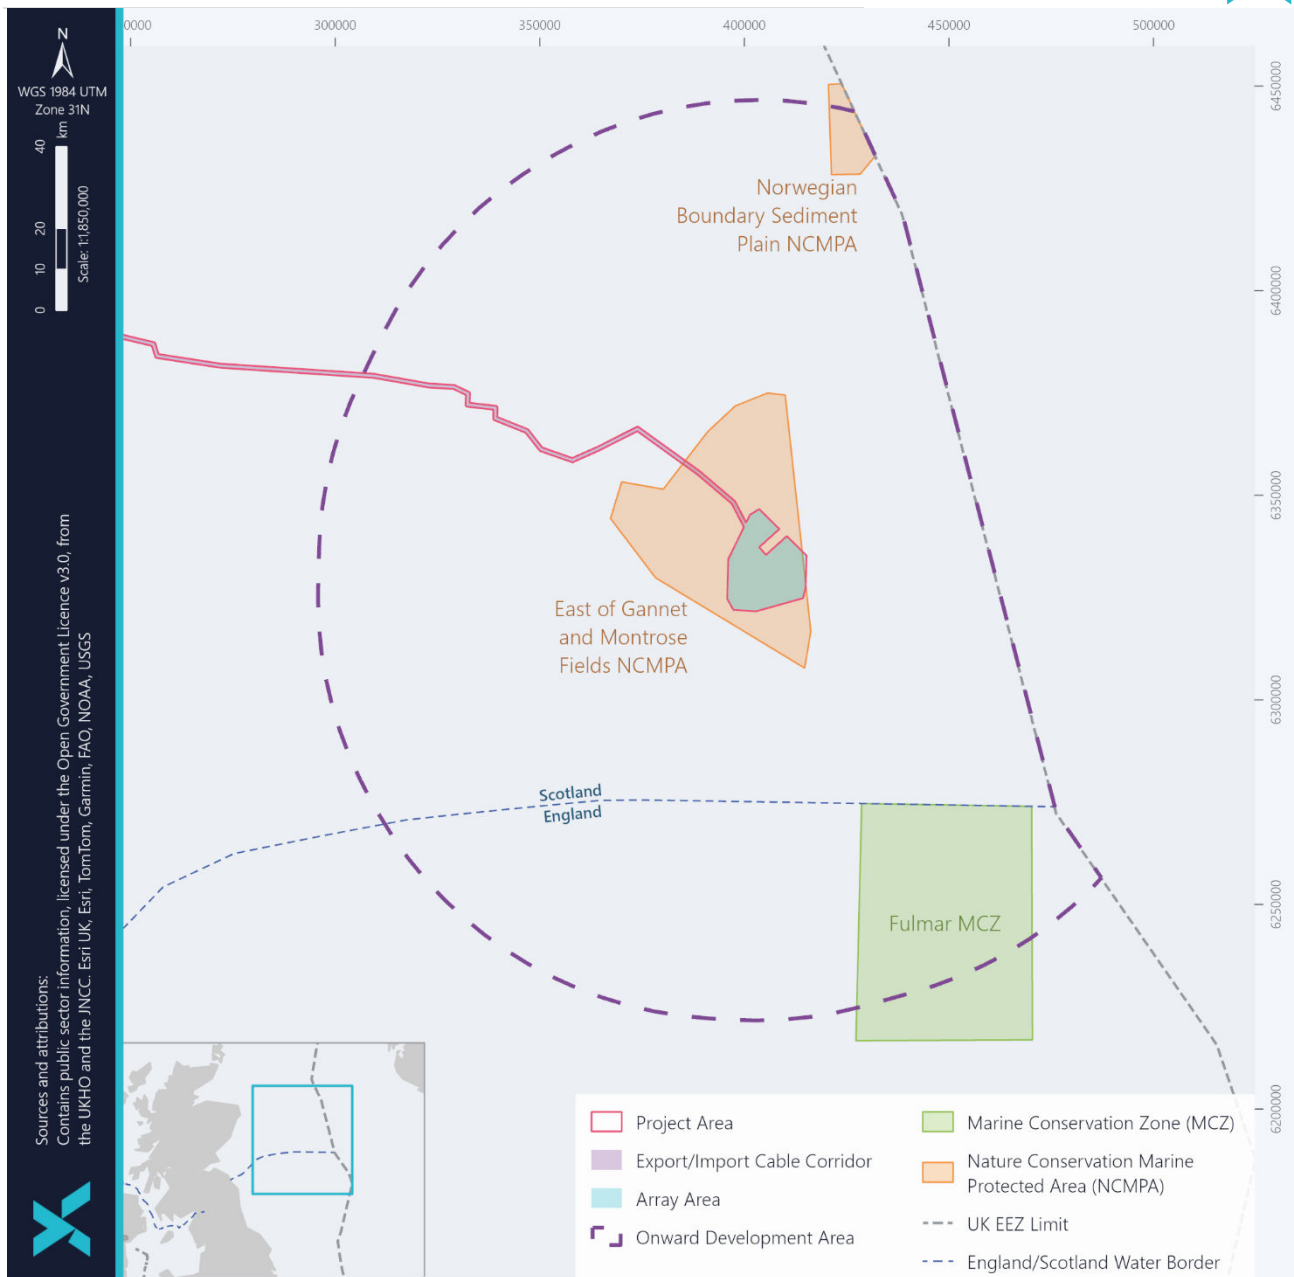 0000
300000
350000
400000
450000
500000
N
WGS 1984 UTM
Zone 31N
km
40
20
10
0
Scale: 1:1,850,000
6450000
6400000
6350000
6300000
6250000
6200000
Norwegian
Boundary Sediment
Plain NCMPA
East of Gannet
and Montrose
Fields NCMPA
Scotland
England
Fulmar MCZ
Sources and attributions:
Contains public sector information, licensed under the Open Government Licence v3.0, from
the UKHO and the JNCC. Esri UK, Esri, TomTom, Garmin, FAO, NOAA, USGS
Project Area
Export/Import Cable Corridor
Array Area
Onward Development Area
Marine Conservation Zone (MCZ)
Nature Conservation Marine
Protected Area (NCMPA)
UK EEZ Limit
England/Scotland Water Border